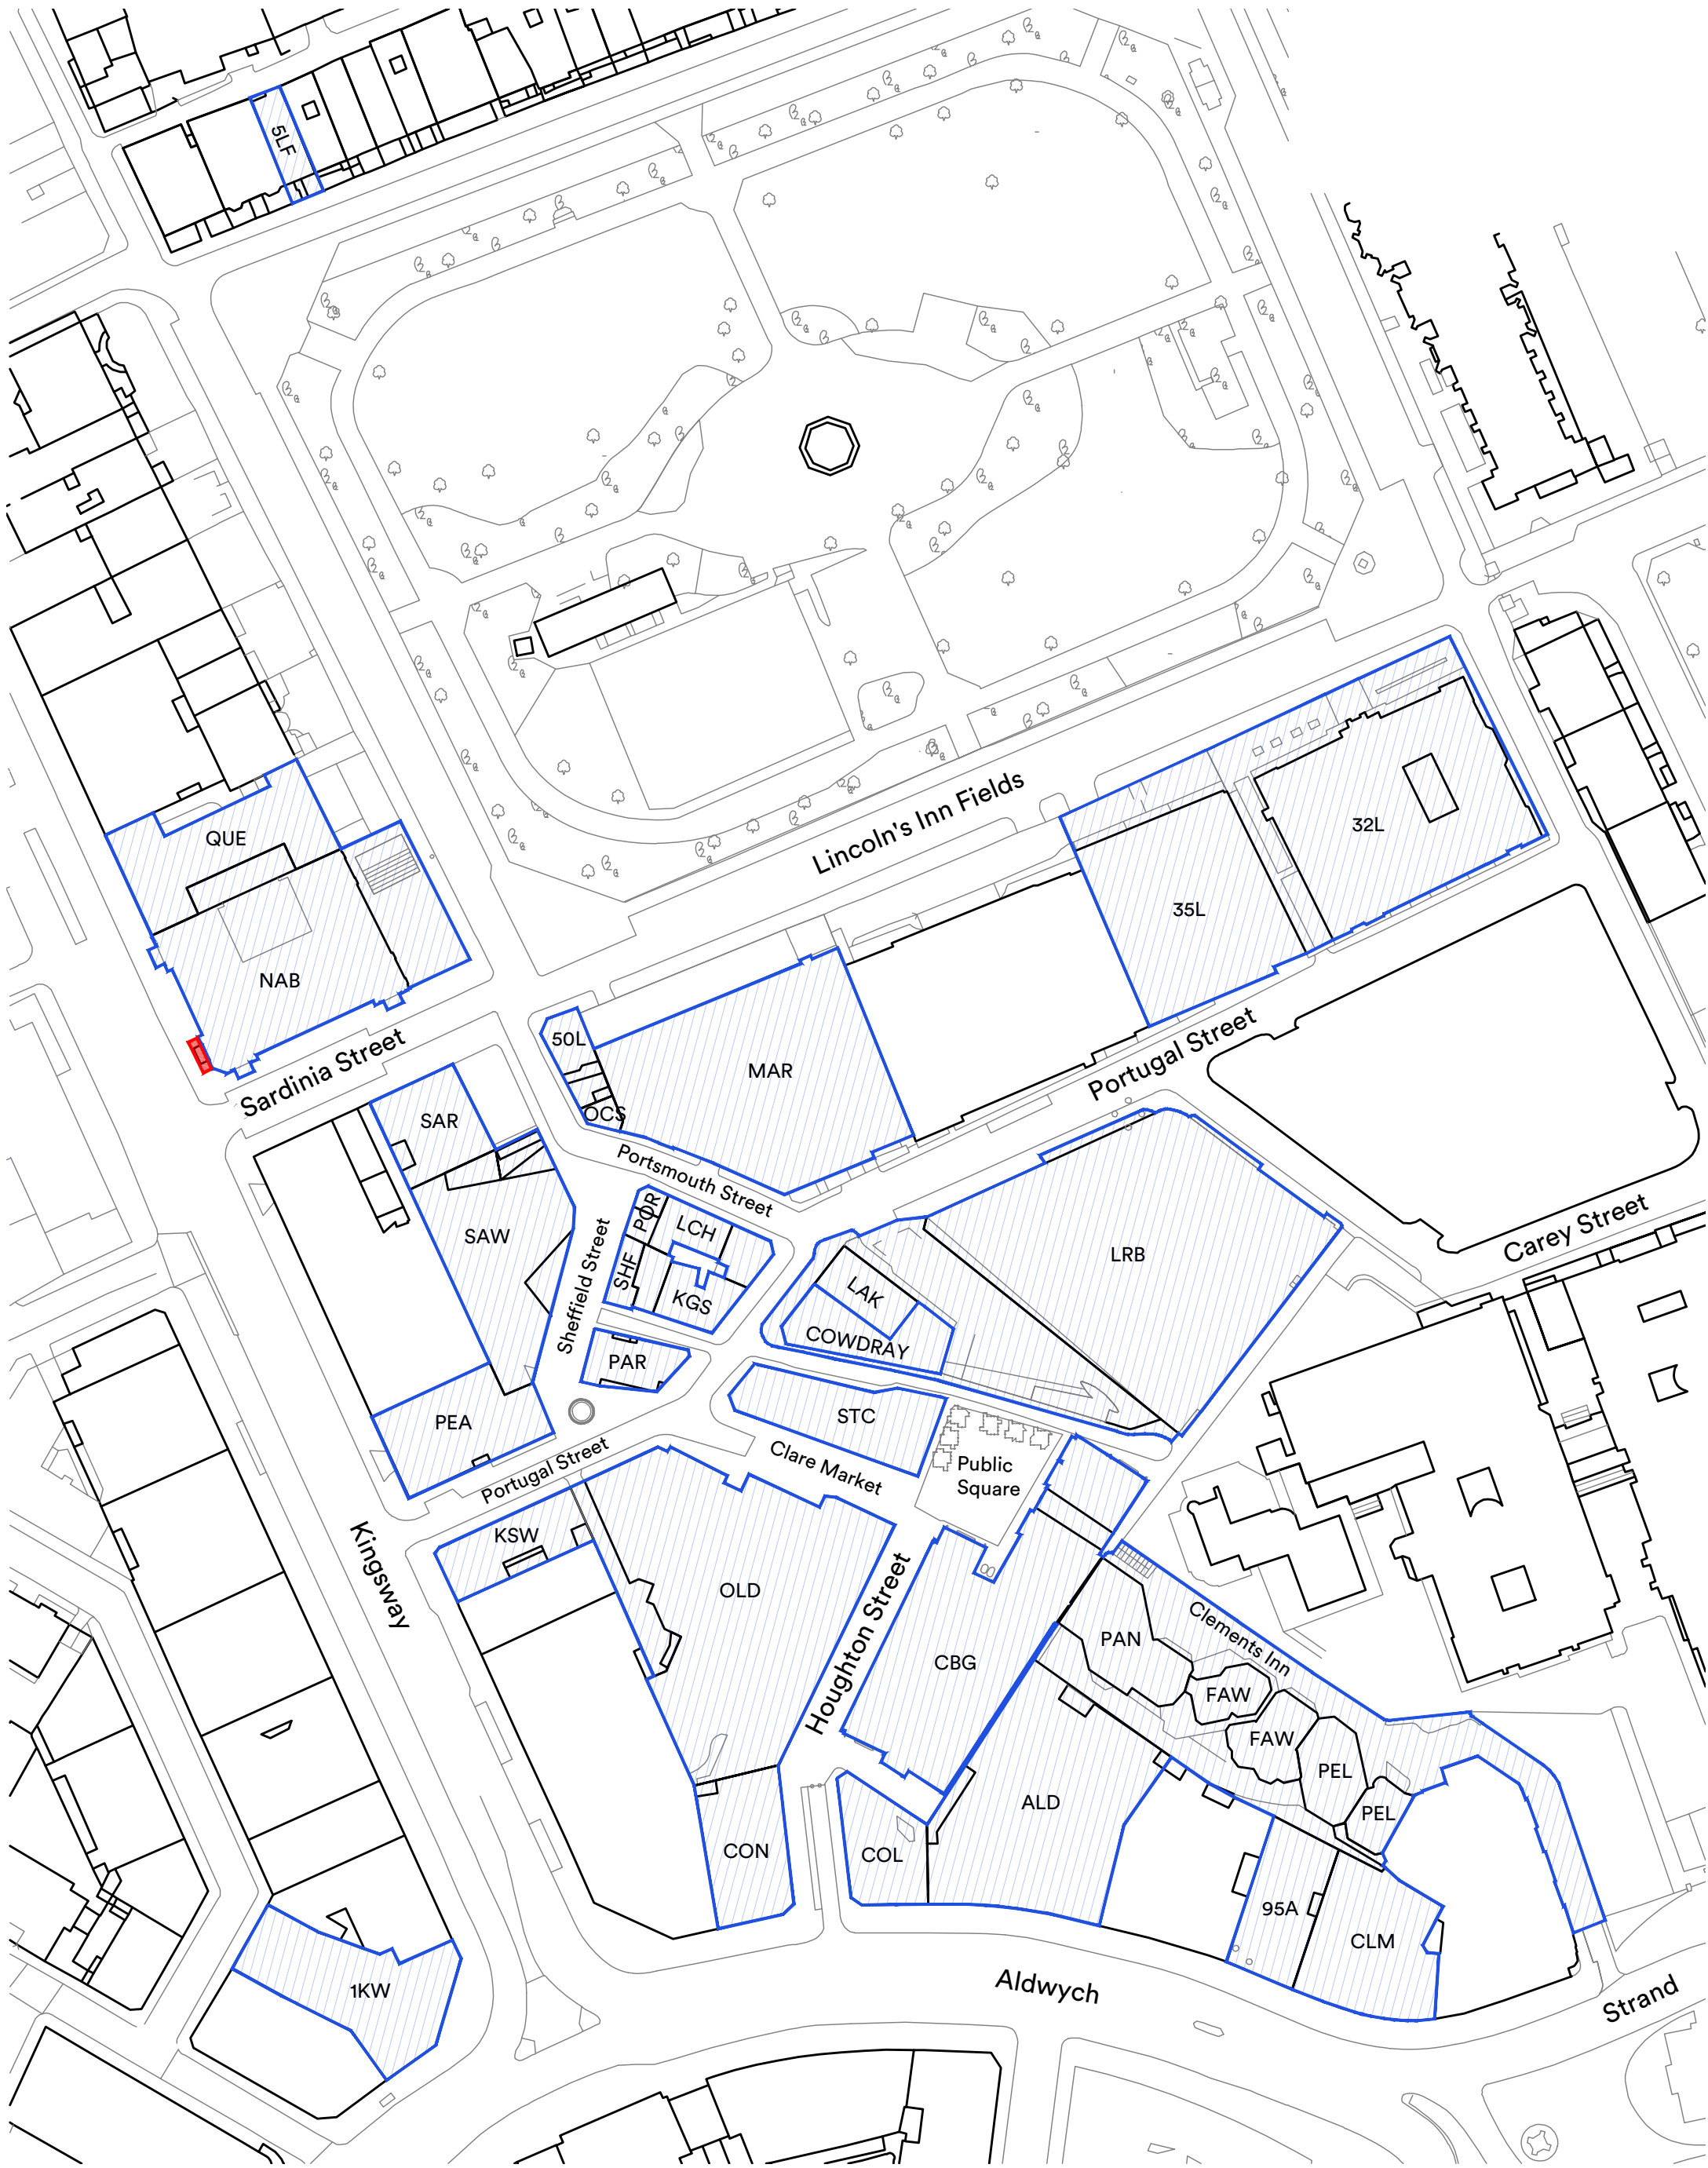 5LF
QUE
NAB
Lincoln's Inn Fields
32L
35L
50L
MAR
OCS
Sardinia Street
Portugal Street
SAR
Portsmouth Street
SAW
Sheffield Street
POR
LCH
SHF
KGS
LRB
Carey Street
LAK
COWDRAY
PAR
PEA
STC
Portugal Street
Clare Market
Public
Square
Kingsway
KSW
OLD
Houghton Street
CBG
PAN
Clements Inn
FAW
FAW
PEL
PEL
ALD
CON
COL
95A
CLM
1KW
Aldwych
Strand